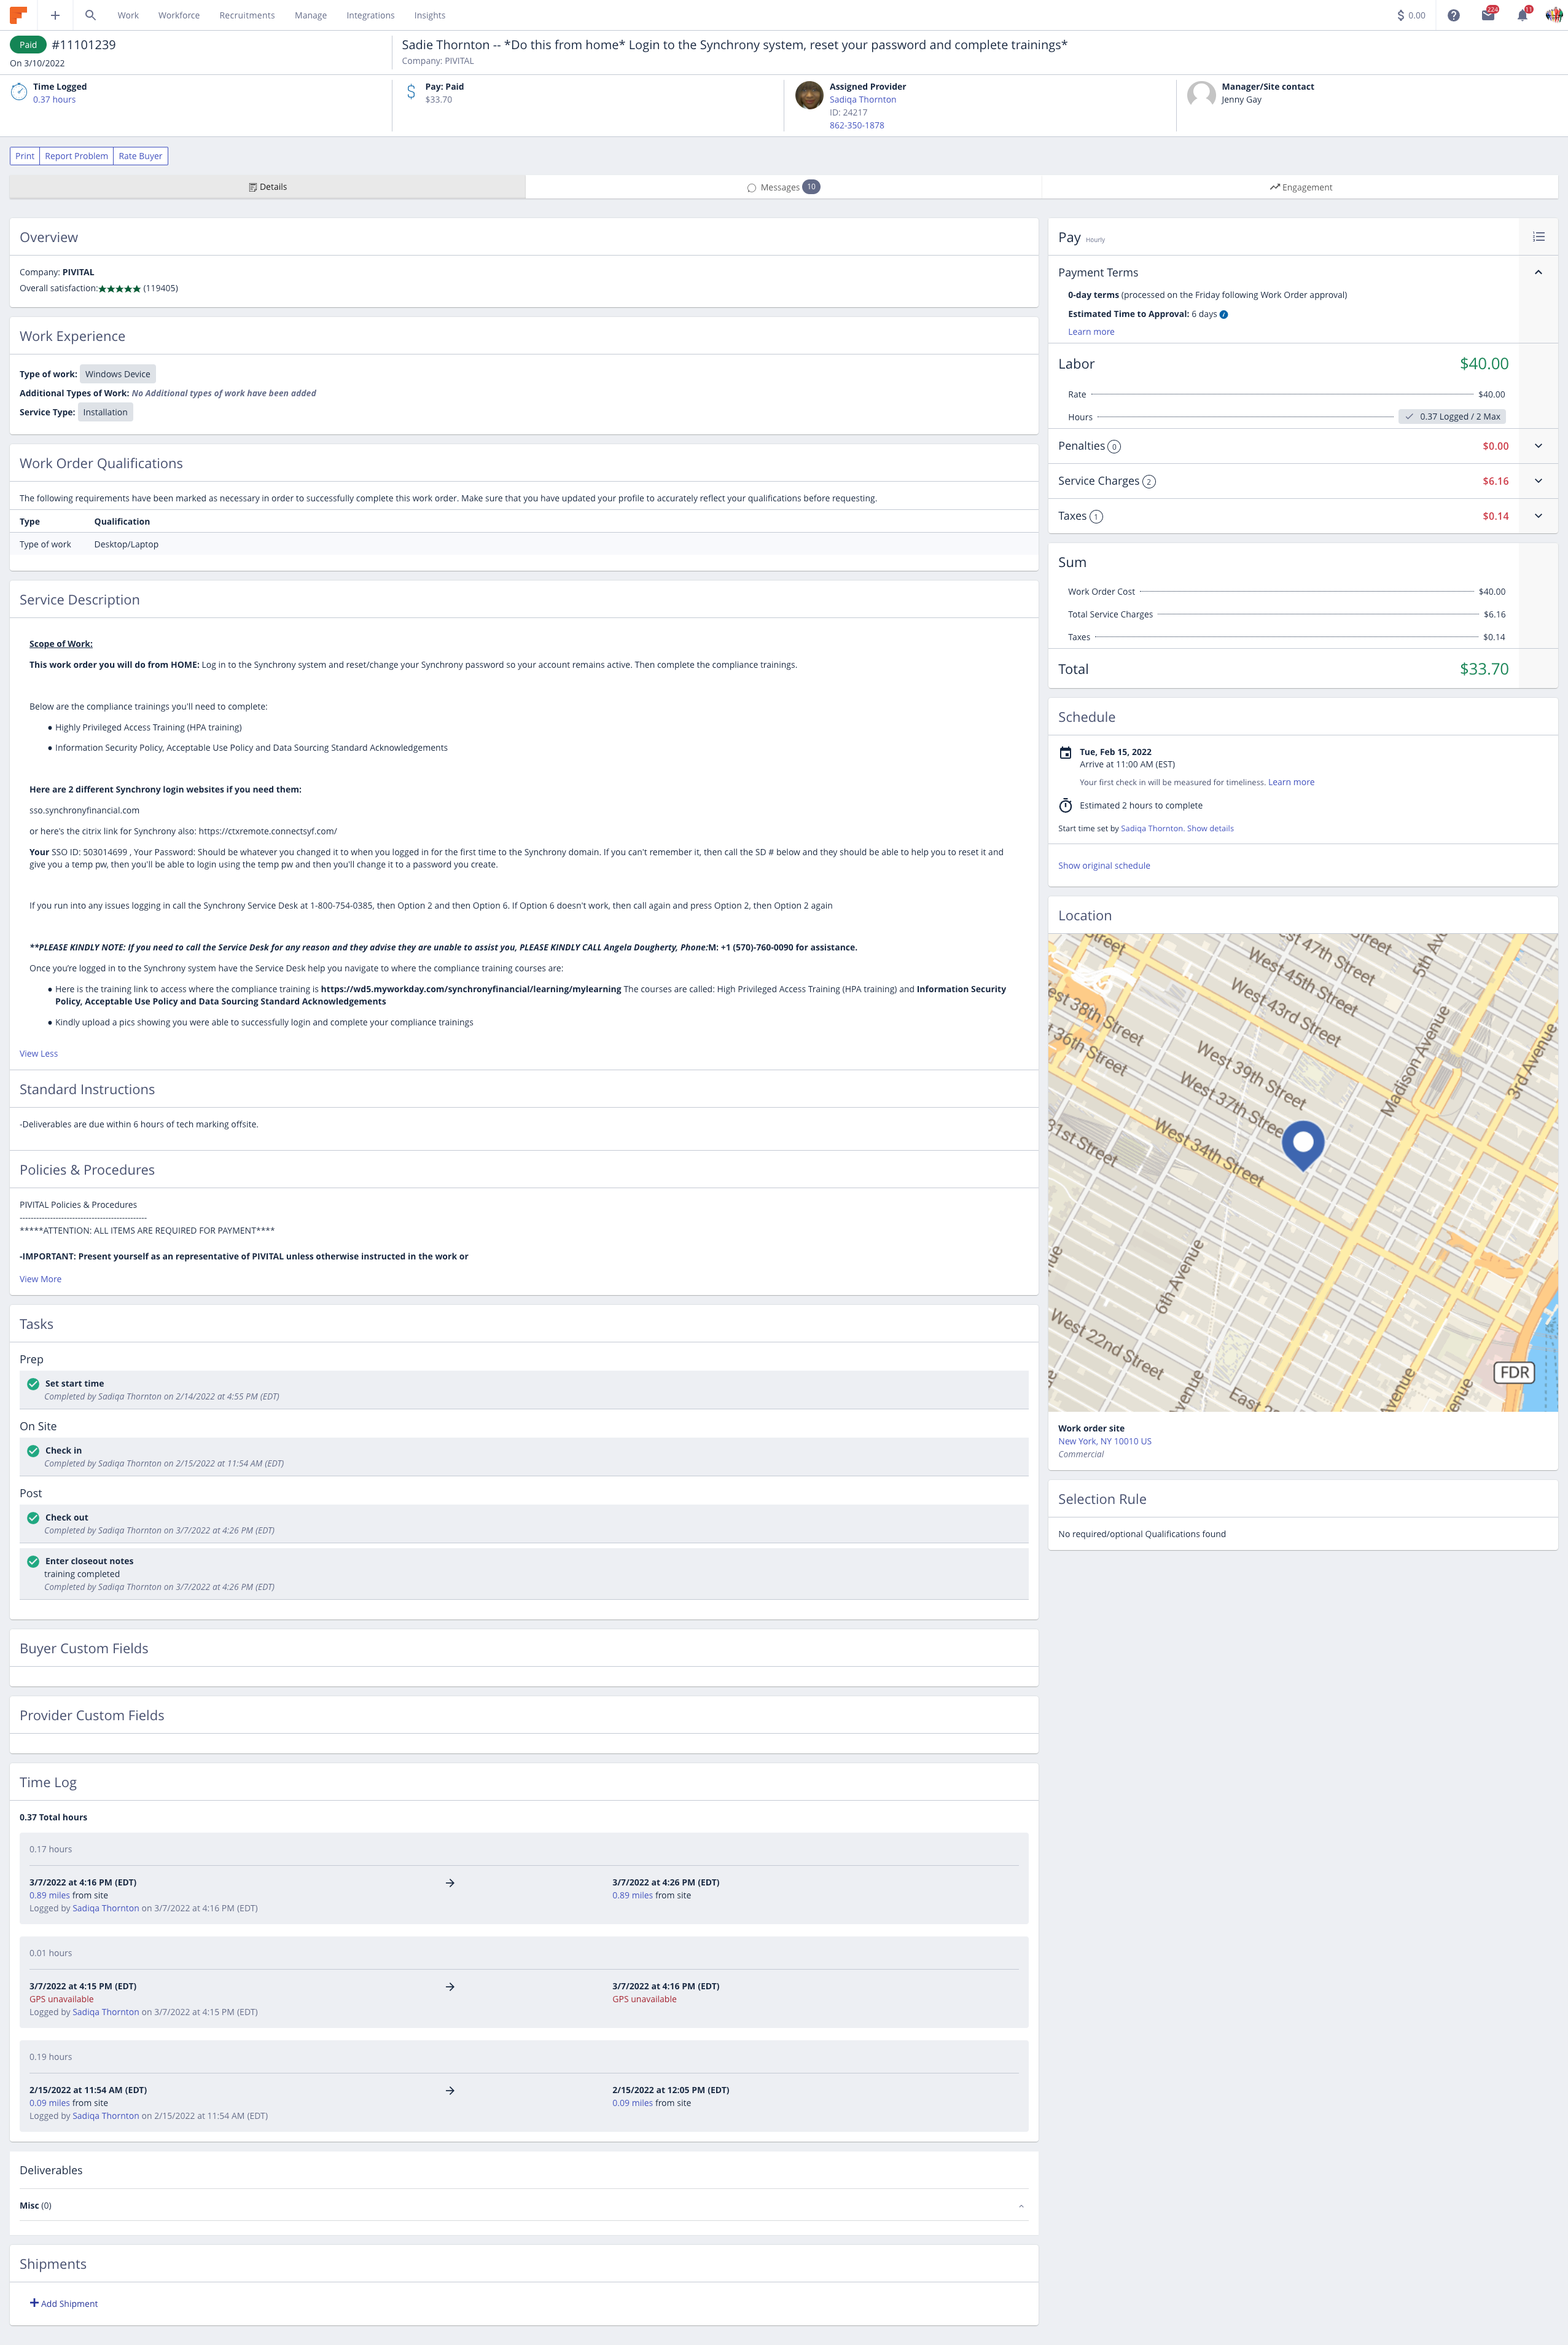 Work Workforce Recruitments Manage Integrations Insights
$ 0.00
224
11
Paid #11101239
On 3/10/2022
Sadie Thornton -- *Do this from home* Login to the Synchrony system, reset your password and complete trainings*
Company: PIVITAL
Time Logged
0.37 hours
Pay: Paid
$33.70
Assigned Provider
Sadiqa Thornton
ID: 24217
862-350-1878
Manager/Site contact
Jenny Gay
Print Report Problem Rate Buyer
Details
Messages 10
Engagement
Overview
Company: PIVITAL
Overall satisfaction:★★★★★ (119405)
Work Experience
Type of work: Windows Device
Additional Types of Work: No Additional types of work have been added
Service Type: Installation
Work Order Qualifications
The following requirements have been marked as necessary in order to successfully complete this work order. Make sure that you have updated your profile to accurately reflect your qualifications before requesting.
Type Qualification
Type of work Desktop/Laptop
Service Description
Scope of Work:
This work order you will do from HOME: Log in to the Synchrony system and reset/change your Synchrony password so your account remains active. Then complete the compliance trainings.
Below are the compliance trainings you'll need to complete:
● Highly Privileged Access Training (HPA training)
● Information Security Policy, Acceptable Use Policy and Data Sourcing Standard Acknowledgements
Here are 2 different Synchrony login websites if you need them:
sso.synchronyfinancial.com
or here's the citrix link for Synchrony also: https://ctxremote.connectsyf.com/
Your SSO ID: 503014699 , Your Password: Should be whatever you changed it to when you logged in for the first time to the Synchrony domain. If you can't remember it, then call the SD # below and they should be able to help you to reset it and
give you a temp pw, then you'll be able to login using the temp pw and then you'll change it to a password you create.
If you run into any issues logging in call the Synchrony Service Desk at 1-800-754-0385, then Option 2 and then Option 6. If Option 6 doesn't work, then call again and press Option 2, then Option 2 again
**PLEASE KINDLY NOTE: If you need to call the Service Desk for any reason and they advise they are unable to assist you, PLEASE KINDLY CALL Angela Dougherty, Phone:M: +1 (570)-760-0090 for assistance.
Once you're logged in to the Synchrony system have the Service Desk help you navigate to where the compliance training courses are:
● Here is the training link to access where the compliance training is https://wd5.myworkday.com/synchronyfinancial/learning/mylearning The courses are called: High Privileged Access Training (HPA training) and Information Security
Policy, Acceptable Use Policy and Data Sourcing Standard Acknowledgements
● Kindly upload a pics showing you were able to successfully login and complete your compliance trainings
View Less
Standard Instructions
-Deliverables are due within 6 hours of tech marking offsite.
Policies & Procedures
PIVITAL Policies & Procedures
----------------------------------------------
*****ATTENTION: ALL ITEMS ARE REQUIRED FOR PAYMENT****
-IMPORTANT: Present yourself as an representative of PIVITAL unless otherwise instructed in the work or
View More
Tasks
Prep
Set start time
Completed by Sadiqa Thornton on 2/14/2022 at 4:55 PM (EDT)
On Site
Check in
Completed by Sadiqa Thornton on 2/15/2022 at 11:54 AM (EDT)
Post
Check out
Completed by Sadiqa Thornton on 3/7/2022 at 4:26 PM (EDT)
Enter closeout notes
training completed
Completed by Sadiqa Thornton on 3/7/2022 at 4:26 PM (EDT)
Buyer Custom Fields
Provider Custom Fields
Time Log
0.37 Total hours
0.17 hours
3/7/2022 at 4:16 PM (EDT) → 3/7/2022 at 4:26 PM (EDT)
0.89 miles from site 0.89 miles from site
Logged by Sadiqa Thornton on 3/7/2022 at 4:16 PM (EDT)
0.01 hours
3/7/2022 at 4:15 PM (EDT) → 3/7/2022 at 4:16 PM (EDT)
GPS unavailable GPS unavailable
Logged by Sadiqa Thornton on 3/7/2022 at 4:15 PM (EDT)
0.19 hours
2/15/2022 at 11:54 AM (EDT) → 2/15/2022 at 12:05 PM (EDT)
0.09 miles from site 0.09 miles from site
Logged by Sadiqa Thornton on 2/15/2022 at 11:54 AM (EDT)
Deliverables
Misc (0)
Shipments
Add Shipment
Pay Hourly
Payment Terms
0-day terms (processed on the Friday following Work Order approval)
Estimated Time to Approval: 6 days
Learn more
Labor $40.00
Rate $40.00
Hours 0.37 Logged / 2 Max
Penalties 0 $0.00
Service Charges 2 $6.16
Taxes 1 $0.14
Sum
Work Order Cost $40.00
Total Service Charges $6.16
Taxes $0.14
Total $33.70
Schedule
Tue, Feb 15, 2022
Arrive at 11:00 AM (EST)
Your first check in will be measured for timeliness. Learn more
Estimated 2 hours to complete
Start time set by Sadiqa Thornton. Show details
Show original schedule
Location
Street
st 47th Street
5th Av
West 45th Street
West 43rd Street
est 38th Street
t 36th Street
West 39th Street
West 37th Street
Madison Avenue
3rd Avenue
31st Street
West 34th Street
6th Avenue
West 22nd Street
FDR
East
Work order site
New York, NY 10010 US
Commercial
Selection Rule
No required/optional Qualifications found